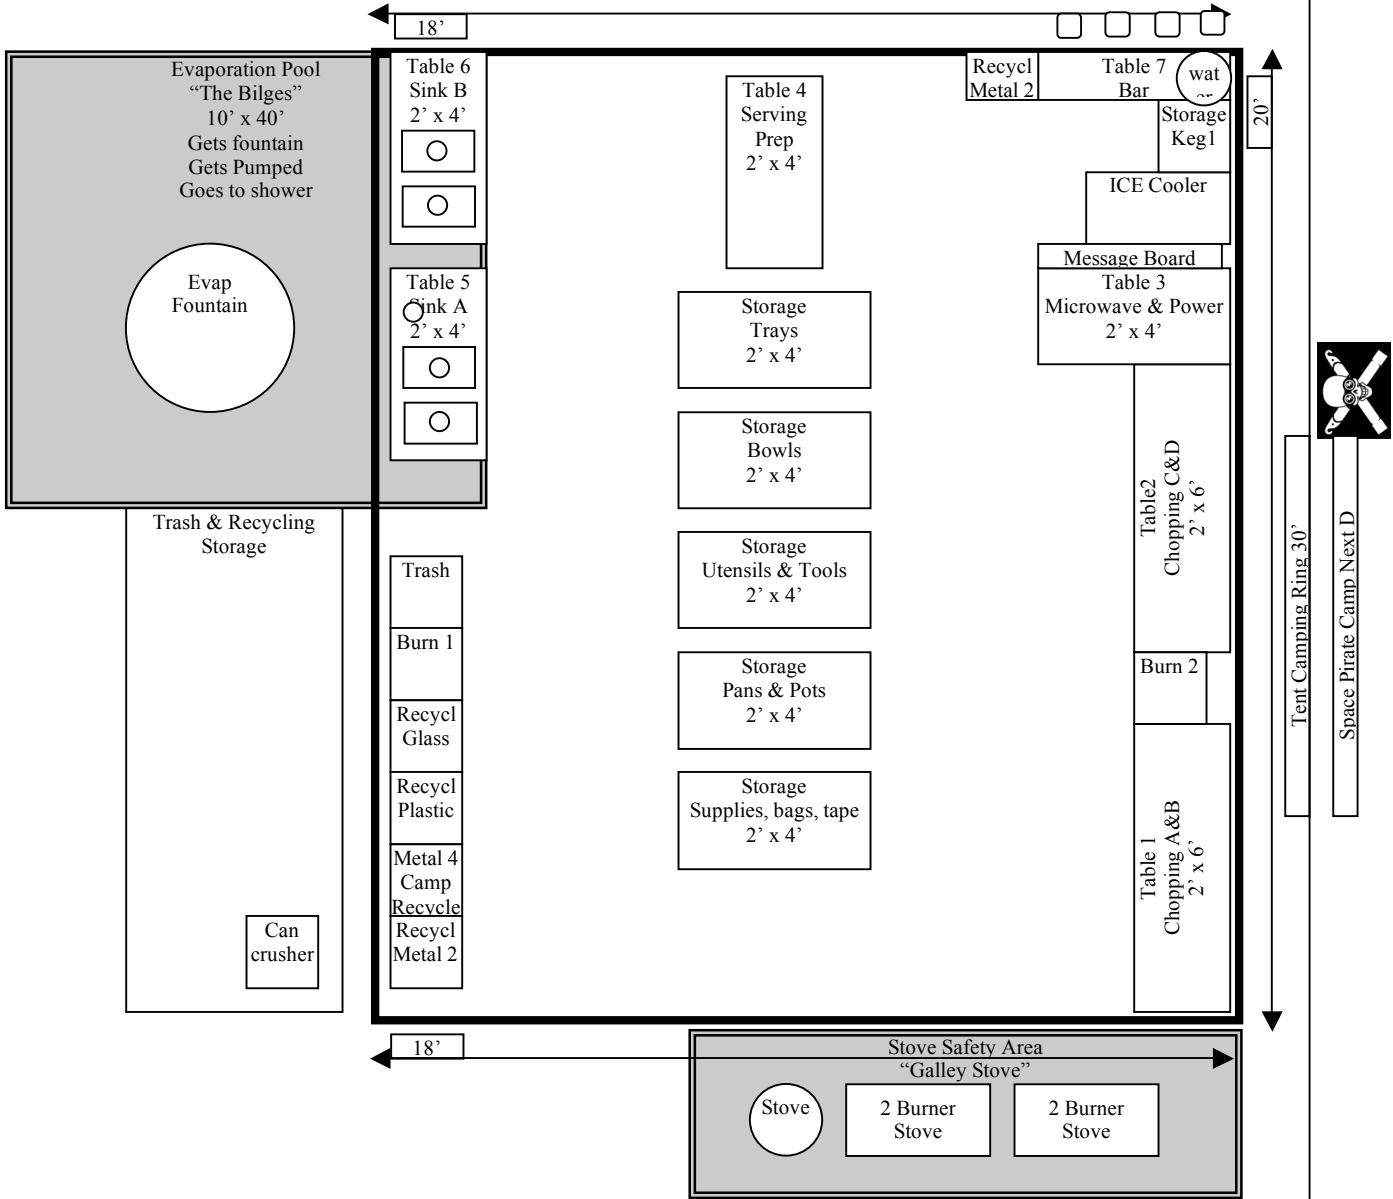 18’
Evaporation Pool
“The Bilges”
10’ x 40’
Gets fountain
Gets Pumped
Goes to shower
Evap
Fountain
Table 6
Sink B
2’ x 4’
Table 5
Sink A
2’ x 4’
Table 4
Serving
Prep
2’ x 4’
Recycl
Metal 2
Table 7
Bar
wat
20’
Storage
Keg1
ICE Cooler
Message Board
Table 3
Microwave & Power
2’ x 4’
Storage
Trays
2’ x 4’
Storage
Bowls
2’ x 4’
Storage
Utensils & Tools
2’ x 4’
Storage
Pans & Pots
2’ x 4’
Storage
Supplies, bags, tape
2’ x 4’
Table2
Chopping C&D
2’ x 6’
Burn 2
Table 1
Chopping A&B
2’ x 6’
Tent Camping Ring 30’
Space Pirate Camp Next D
Trash & Recycling
Storage
Trash
Burn 1
Recycl
Glass
Recycl
Plastic
Metal 4
Camp
Recycle
Recycl
Metal 2
Can
crusher
18’
Stove Safety Area
“Galley Stove”
Stove
2 Burner
Stove
2 Burner
Stove